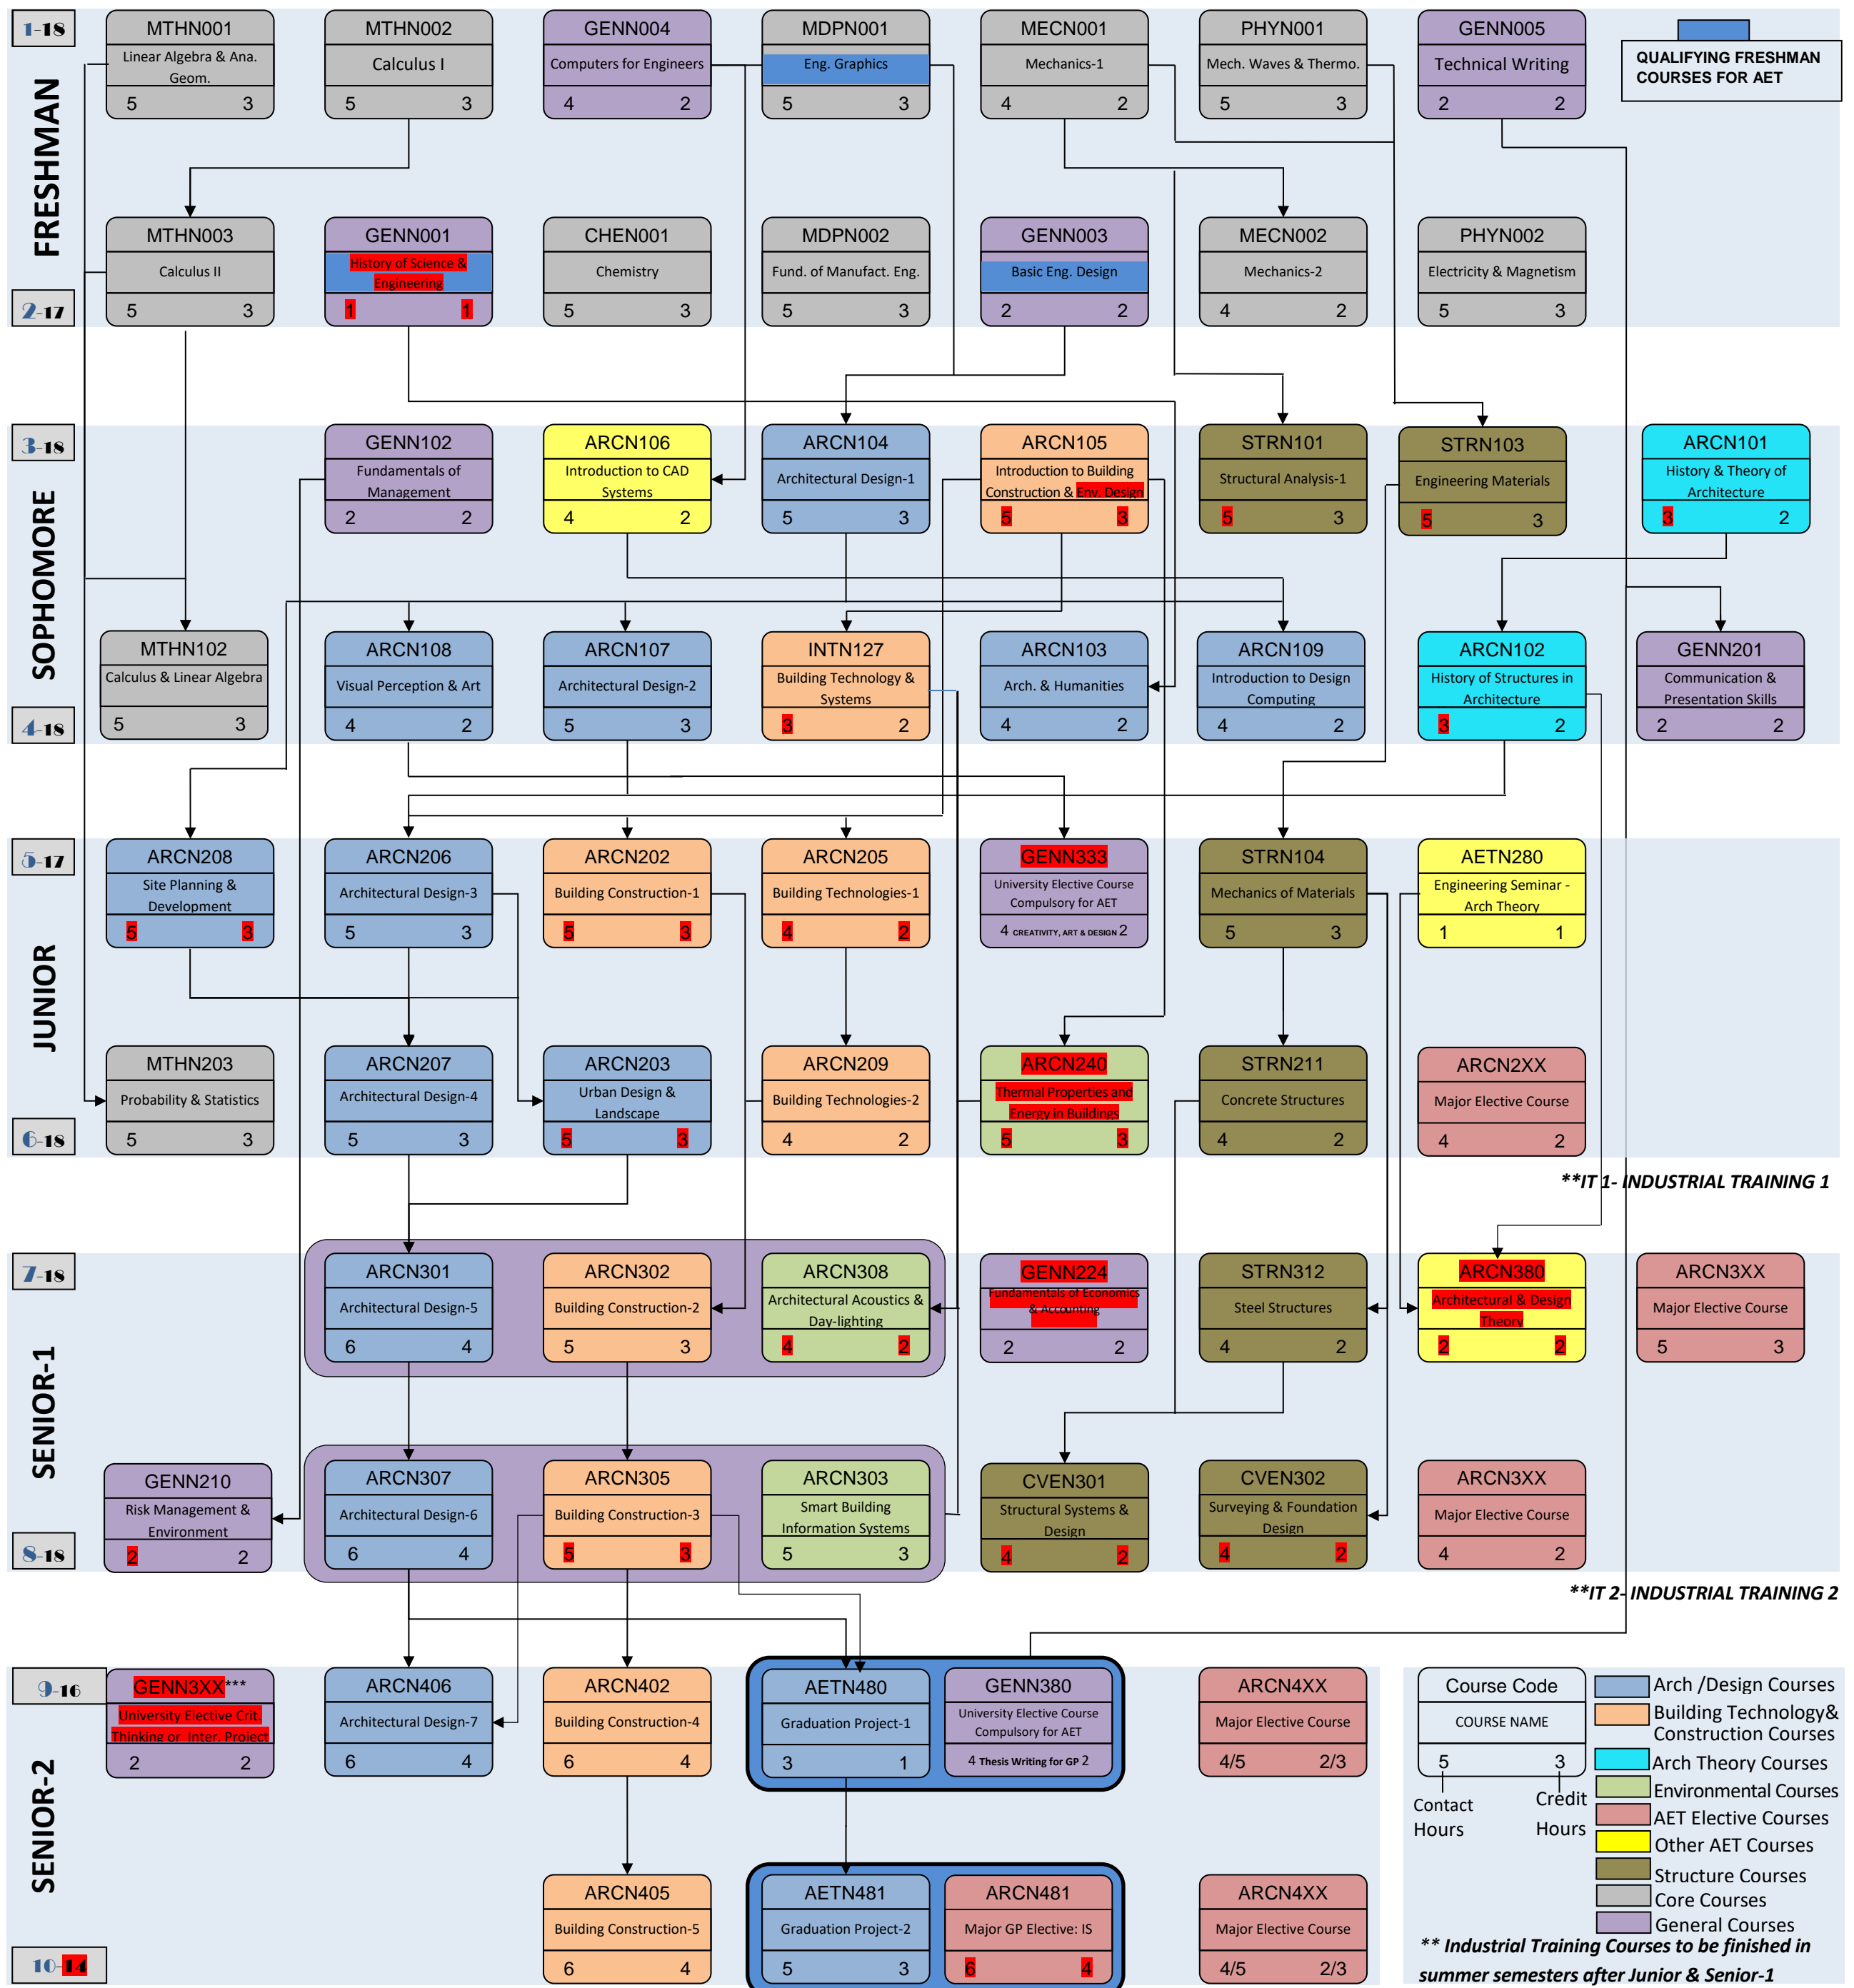 1-18
MTHN001
Linear Algebra & Ana.
Geom.
5 3
MTHN002
Calculus I
5 3
GENN004
Computers for Engineers
4 2
MDPN001
Eng. Graphics
5 3
MECN001
Mechanics-1
4 2
PHYN001
Mech. Waves & Thermo.
5 3
GENN005
Technical Writing
2 2
QUALIFYING FRESHMAN
COURSES FOR AET
FRESHMAN
MTHN003
Calculus II
5 3
GENN001
History of Science &
Engineering
1 1
CHEN001
Chemistry
5 3
MDPN002
Fund. of Manufact. Eng.
5 3
GENN003
Basic Eng. Design
2 2
MECN002
Mechanics-2
4 2
PHYN002
Electricity & Magnetism
5 3
2-17
3-18
GENN102
Fundamentals of
Management
2 2
ARCN106
Introduction to CAD
Systems
4 2
ARCN104
Architectural Design-1
5 3
ARCN105
Introduction to Building
Construction & Env. Design
5 3
STRN101
Structural Analysis-1
5 3
STRN103
Engineering Materials
5 3
ARCN101
History & Theory of
Architecture
3 2
SOPHOMORE
MTHN102
Calculus & Linear Algebra
5 3
ARCN108
Visual Perception & Art
4 2
ARCN107
Architectural Design-2
5 3
INTN127
Building Technology &
Systems
3 2
ARCN103
Arch. & Humanities
4 2
ARCN109
Introduction to Design
Computing
4 2
ARCN102
History of Structures in
Architecture
3 2
GENN201
Communication &
Presentation Skills
2 2
4-18
5-17
ARCN208
Site Planning &
Development
5 3
ARCN206
Architectural Design-3
5 3
ARCN202
Building Construction-1
5 3
ARCN205
Building Technologies-1
4 2
GENN333
University Elective Course
Compulsory for AET
4 CREATIVITY, ART & DESIGN 2
STRN104
Mechanics of Materials
5 3
AETN280
Engineering Seminar -
Arch Theory
1 1
JUNIOR
MTHN203
Probability & Statistics
5 3
ARCN207
Architectural Design-4
5 3
ARCN203
Urban Design &
Landscape
5 3
ARCN209
Building Technologies-2
4 2
ARCN240
Thermal Properties and
Energy in Buildings
5 3
STRN211
Concrete Structures
4 2
ARCN2XX
Major Elective Course
4 2
6-18
**IT 1- INDUSTRIAL TRAINING 1
7-18
ARCN301
Architectural Design-5
6 4
ARCN302
Building Construction-2
5 3
ARCN308
Architectural Acoustics &
Day-lighting
4 2
GENN224
Fundamentals of Economics
& Accounting
2 2
STRN312
Steel Structures
4 2
ARCN380
Architectural & Design
Theory
2 2
ARCN3XX
Major Elective Course
5 3
SENIOR-1
GENN210
Risk Management &
Environment
2 2
ARCN307
Architectural Design-6
6 4
ARCN305
Building Construction-3
5 3
ARCN303
Smart Building
Information Systems
5 3
CVEN301
Structural Systems &
Design
4 2
CVEN302
Surveying & Foundation
Design
4 2
ARCN3XX
Major Elective Course
4 2
8-18
**IT 2- INDUSTRIAL TRAINING 2
9-16
GENN3XX***
University Elective Crit.
Thinking or Inter. Project
2 2
ARCN406
Architectural Design-7
6 4
ARCN402
Building Construction-4
6 4
AETN480
Graduation Project-1
3 1
GENN380
University Elective Course
Compulsory for AET
4 Thesis Writing for GP 2
ARCN4XX
Major Elective Course
4/5 2/3
SENIOR-2
ARCN405
Building Construction-5
6 4
AETN481
Graduation Project-2
5 3
ARCN481
Major GP Elective: IS
6 4
ARCN4XX
Major Elective Course
4/5 2/3
10-14
Course Code
COURSE NAME
5 3
Contact
Hours
Credit
Hours
Arch /Design Courses
Building Technology&
Construction Courses
Arch Theory Courses
Environmental Courses
AET Elective Courses
Other AET Courses
Structure Courses
Core Courses
General Courses
** Industrial Training Courses to be finished in
summer semesters after Junior & Senior-1